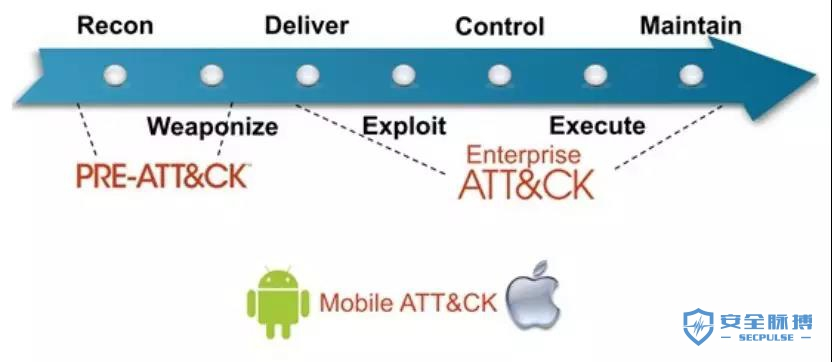 Recon
Deliver
Control
Maintain
Weaponize
Exploit
Execute
PRE-ATT&CK™
Enterprise
ATT&CK
Mobile ATT&CK
安全脉搏
SECPULSE